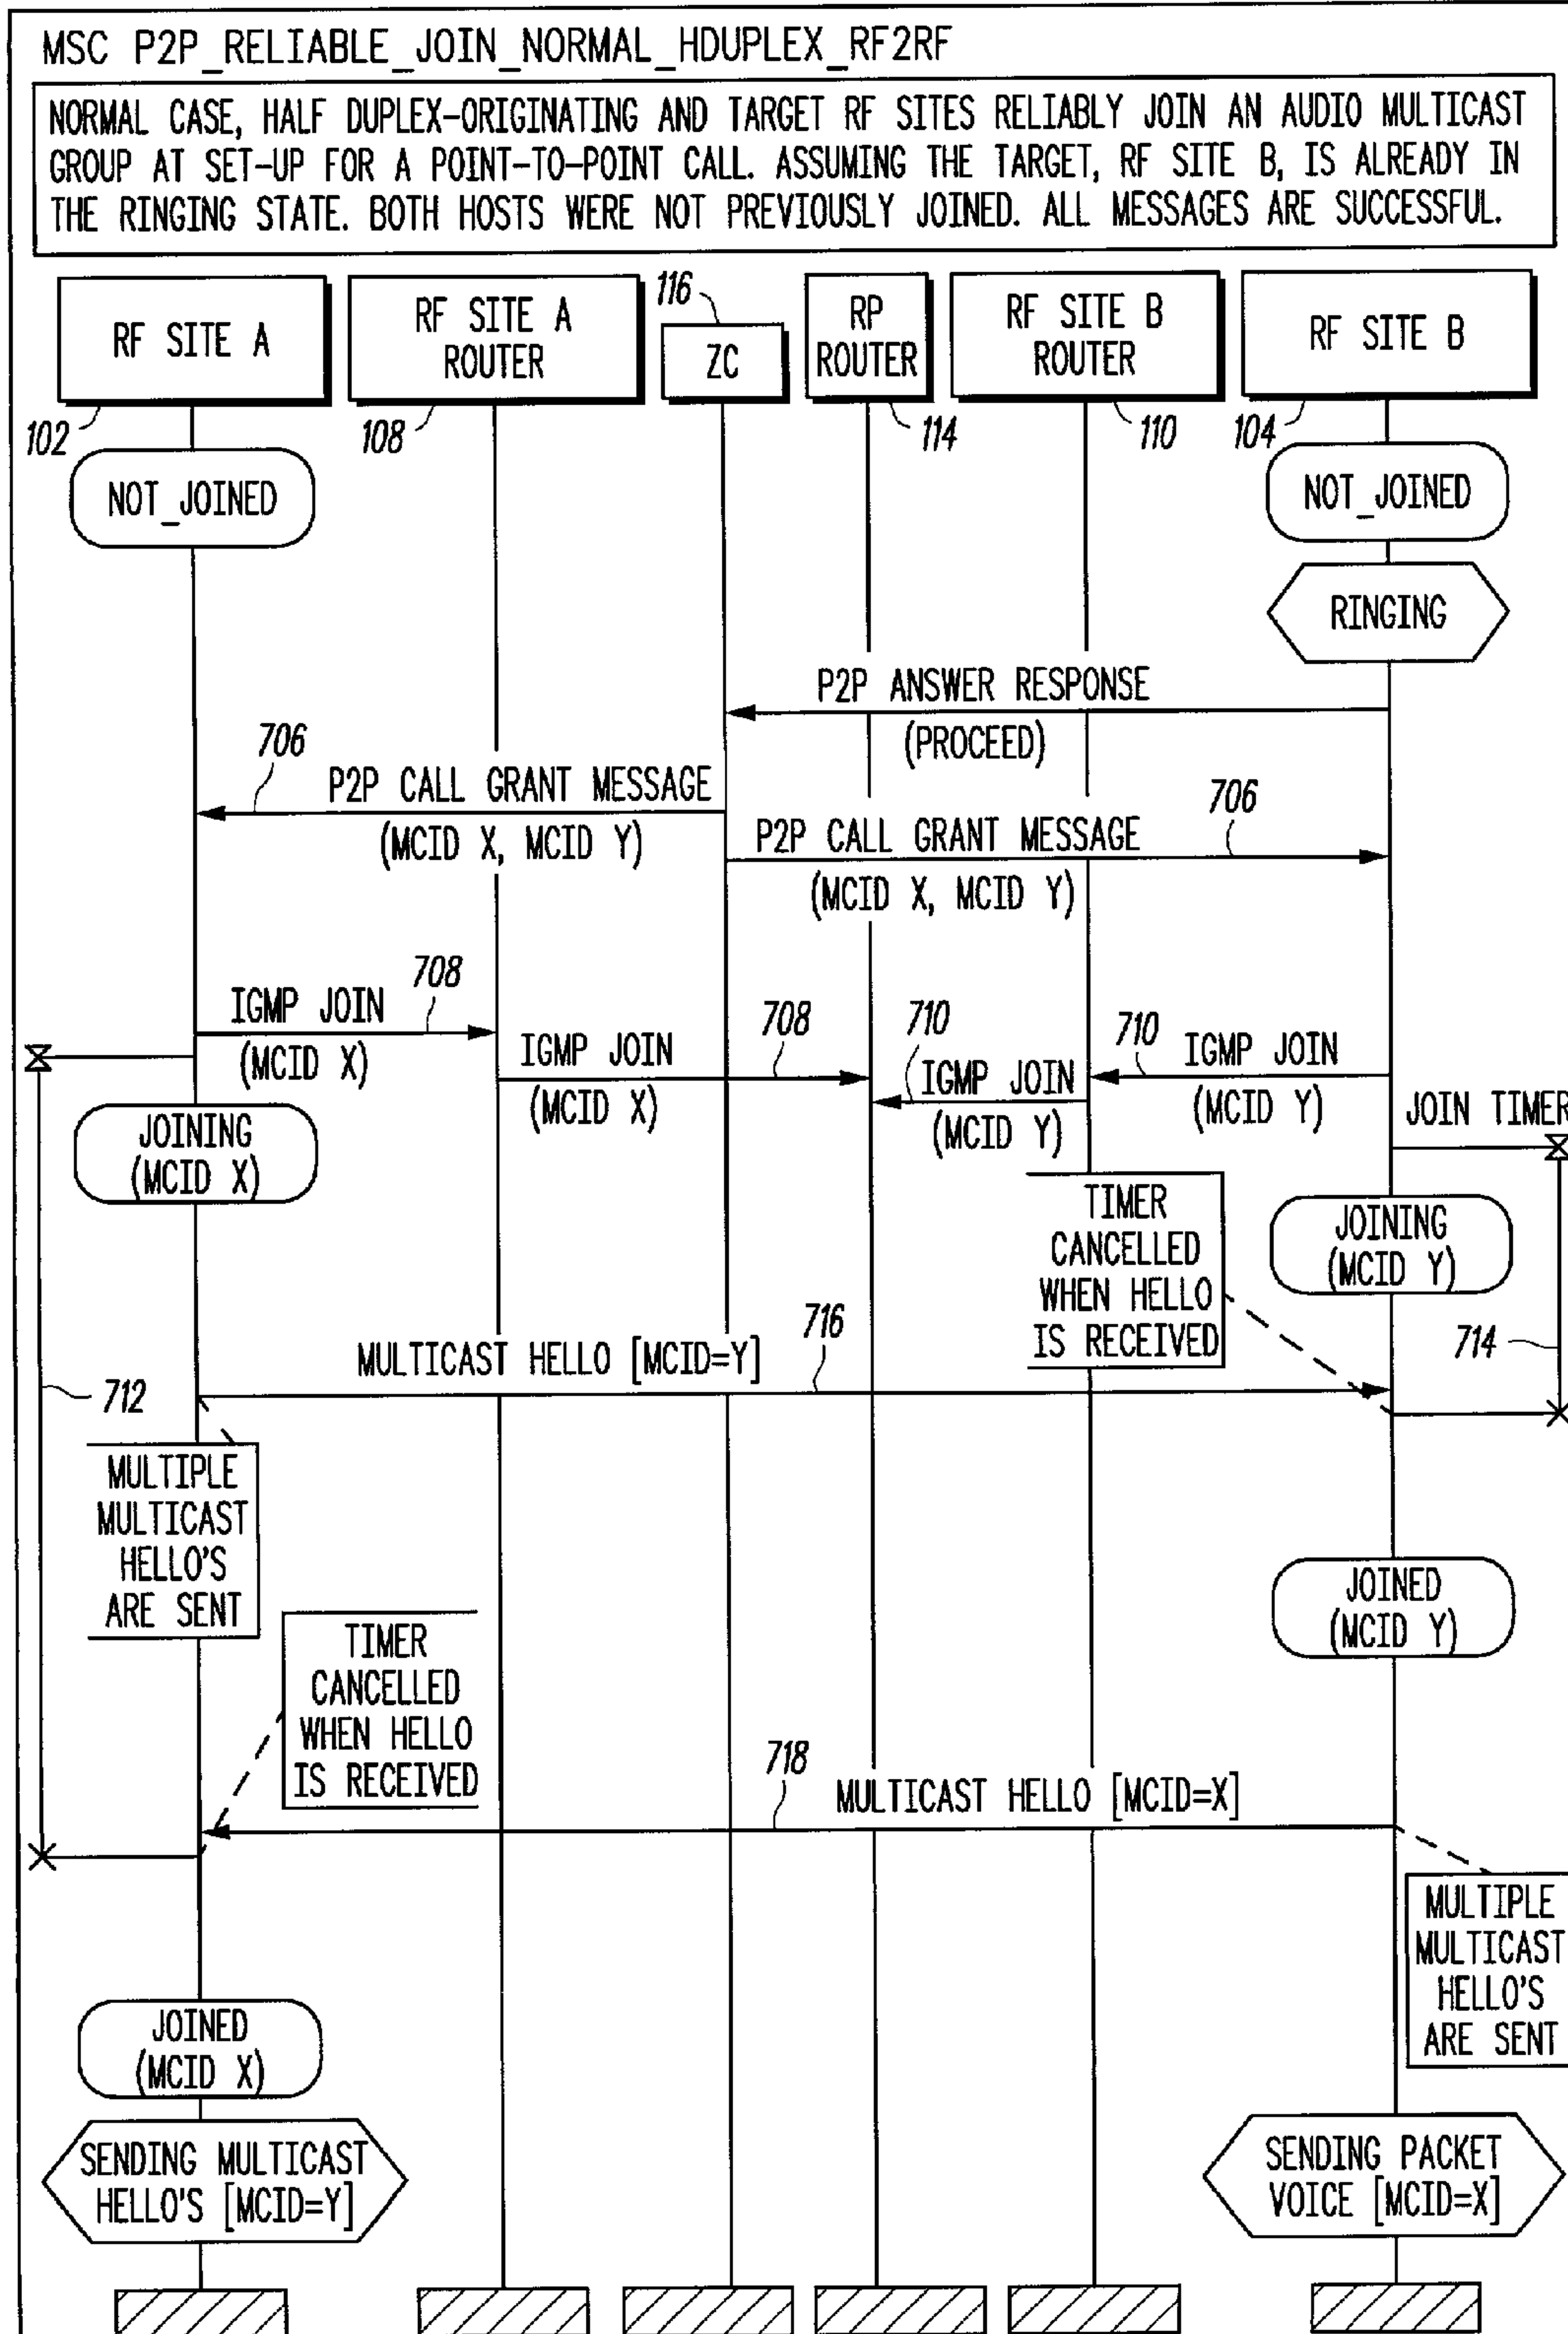 MSC P2P_RELIABLE_JOIN_NORMAL_HDUPLEX_RF2RF
NORMAL CASE, HALF DUPLEX-ORIGINATING AND TARGET RF SITES RELIABLY JOIN AN AUDIO MULTICAST
GROUP AT SET-UP FOR A POINT-TO-POINT CALL. ASSUMING THE TARGET, RF SITE B, IS ALREADY IN
THE RINGING STATE. BOTH HOSTS WERE NOT PREVIOUSLY JOINED. ALL MESSAGES ARE SUCCESSFUL.
116
RF SITE A
RF SITE A
ROUTER
ZC
RP
ROUTER
RF SITE B
ROUTER
RF SITE B
102
108
114
110
104
NOT_JOINED
NOT_JOINED
RINGING
P2P ANSWER RESPONSE
(PROCEED)
706
P2P CALL GRANT MESSAGE
(MCID X, MCID Y)
706
P2P CALL GRANT MESSAGE
(MCID X, MCID Y)
708
IGMP JOIN
(MCID X)
708
IGMP JOIN
(MCID X)
710
IGMP JOIN
(MCID Y)
710
IGMP JOIN
(MCID Y)
JOIN TIMER
JOINING
(MCID X)
TIMER
CANCELLED
WHEN HELLO
IS RECEIVED
JOINING
(MCID Y)
714
716
MULTICAST HELLO [MCID=Y]
712
MULTIPLE
MULTICAST
HELLO'S
ARE SENT
JOINED
(MCID Y)
TIMER
CANCELLED
WHEN HELLO
IS RECEIVED
718
MULTICAST HELLO [MCID=X]
MULTIPLE
MULTICAST
HELLO'S
ARE SENT
JOINED
(MCID X)
SENDING MULTICAST
HELLO'S [MCID=Y]
SENDING PACKET
VOICE [MCID=X]